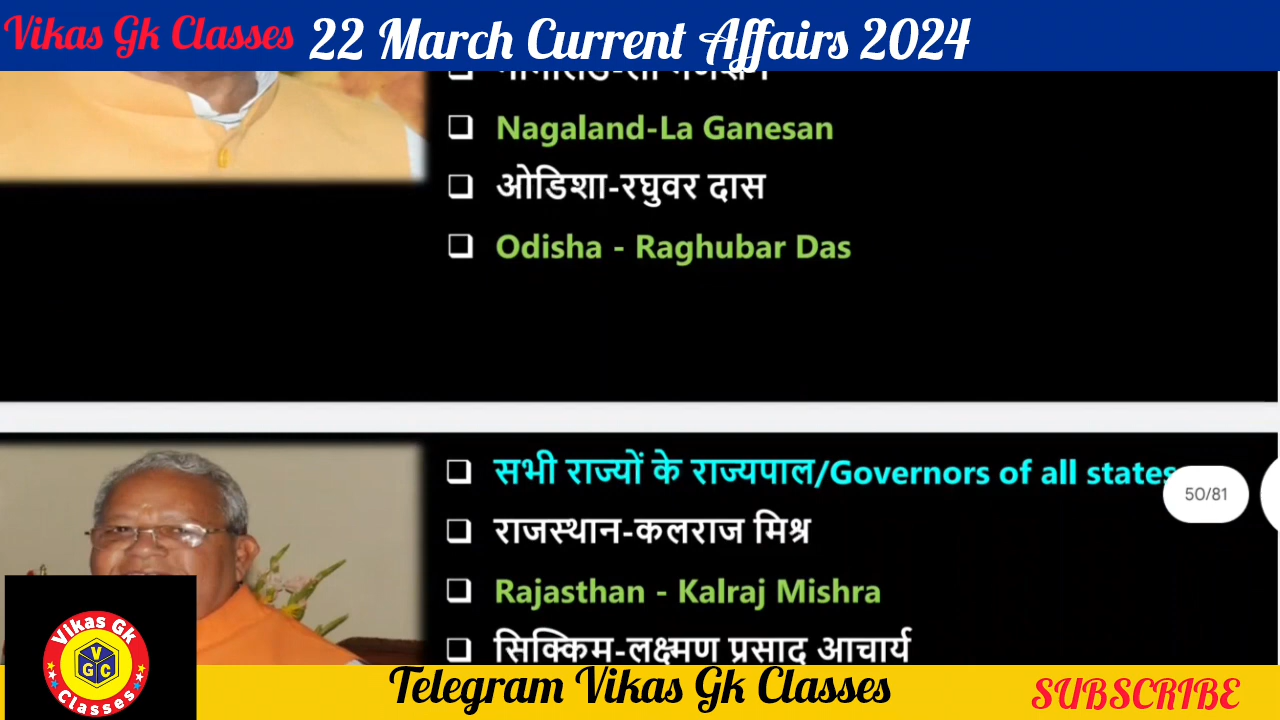 Vikas Gk Classes 22 March Current Affairs 2024
Nagaland-La Ganesan
ओडिशा-रघुवर दास
Odisha - Raghubar Das
सभी राज्यों के राज्यपाल/Governors of all states
50/81
राजस्थान-कलराज मिश्र
Rajasthan - Kalraj Mishra
सिक्किम-लक्ष्मण प्रसाद आचार्य
Vikas Gk
V
G C
Classes
Telegram Vikas Gk Classes
SUBSCRIBE